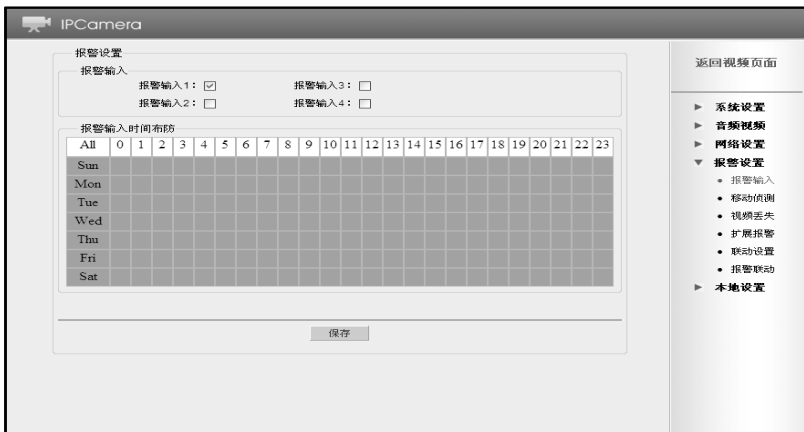 IPCamera
报警设置
报警输入
报警输入1： 报警输入3：
报警输入2： 报警输入4：
报警输入时间布防
All 0 1 2 3 4 5 6 7 8 9 10 11 12 13 14 15 16 17 18 19 20 21 22 23
Sun
Mon
Tue
Wed
Thu
Fri
Sat
保存
返回视频页面
系统设置
音频视频
网络设置
报警设置
报警输入
移动侦测
视频丢失
扩展报警
联动设置
报警联动
本地设置